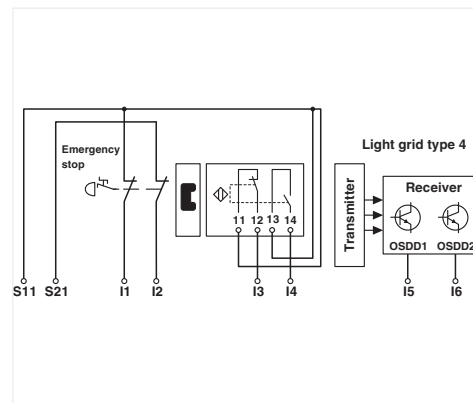 Emergency
stop
Light grid type 4
Transmitter
Receiver
11 12 13 14
OSDD1 OSDD2
S11 S21 I1 I2 I3 I4 I5 I6